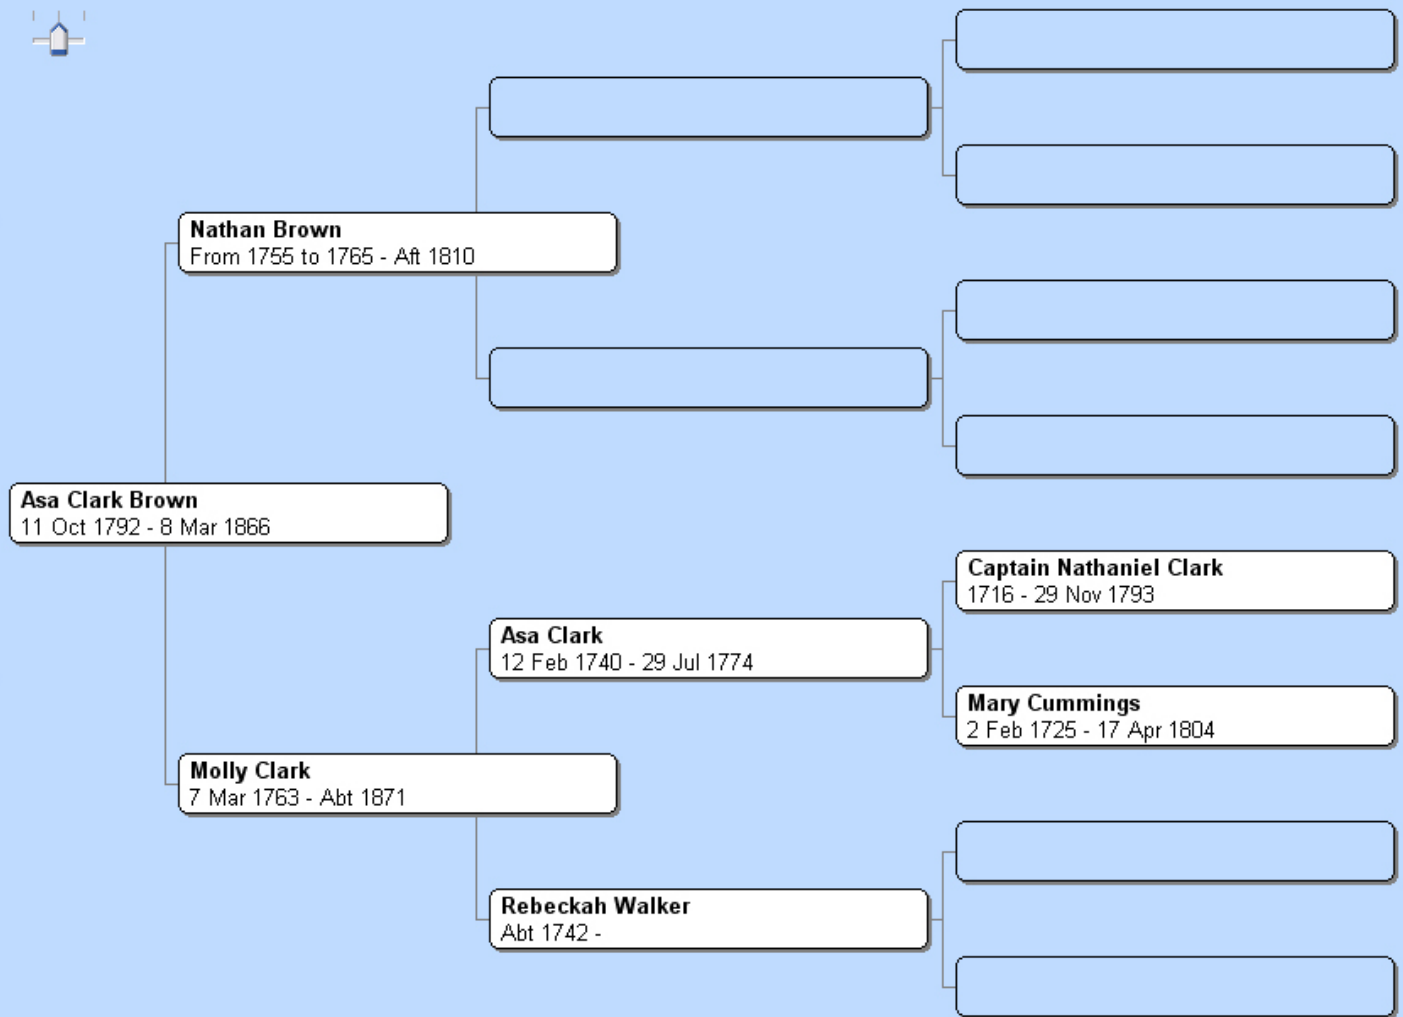 Nathan Brown
From 1755 to 1765 - Aft 1810
Asa Clark Brown
11 Oct 1792 - 8 Mar 1866
Captain Nathaniel Clark
1716 - 29 Nov 1793
Asa Clark
12 Feb 1740 - 29 Jul 1774
Mary Cummings
2 Feb 1725 - 17 Apr 1804
Molly Clark
7 Mar 1763 - Abt 1871
Rebeckah Walker
Abt 1742 -